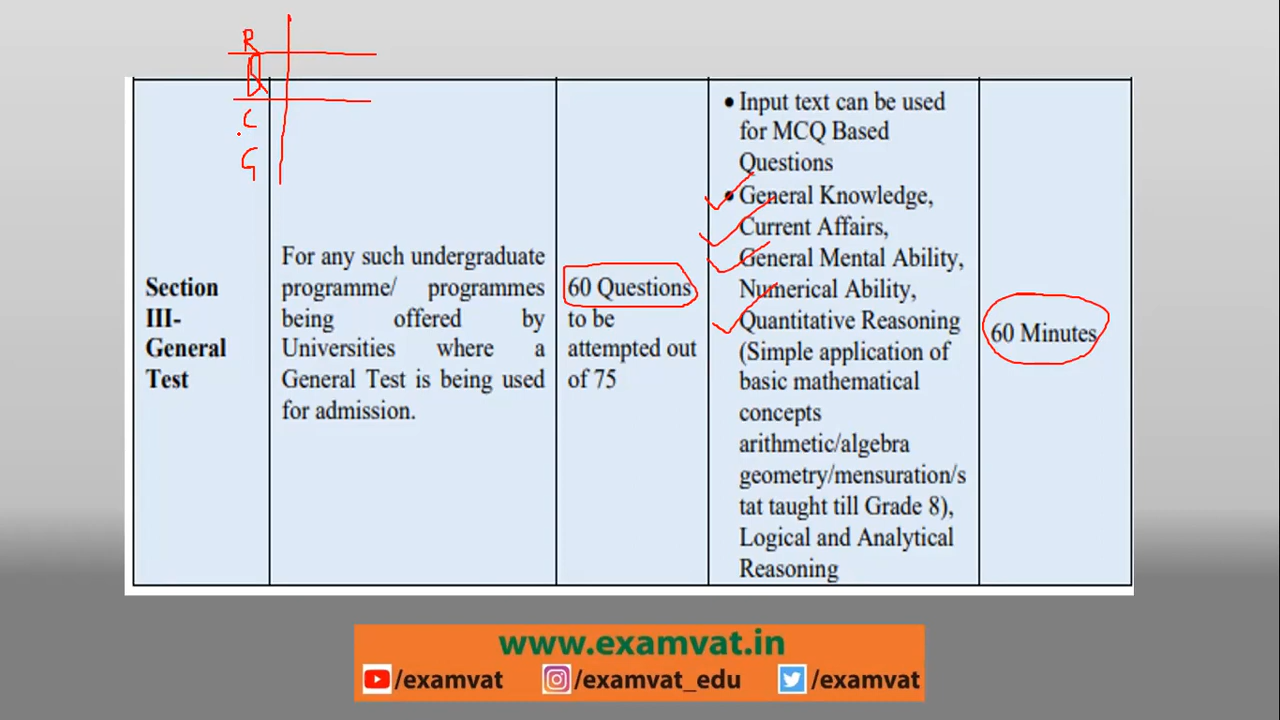 R
C
G
Section
III-
General
Test
For any such undergraduate
programme/ programmes
being offered by
Universities where a
General Test is being used
for admission.
60 Questions
to be
attempted out
of 75
• Input text can be used
for MCQ Based
Questions
• General Knowledge,
Current Affairs,
General Mental Ability,
Numerical Ability,
Quantitative Reasoning
(Simple application of
basic mathematical
concepts
arithmetic/algebra
geometry/mensuration/s
tat taught till Grade 8),
Logical and Analytical
Reasoning
60 Minutes
www.examvat.in
/examvat /examvat_edu /examvat